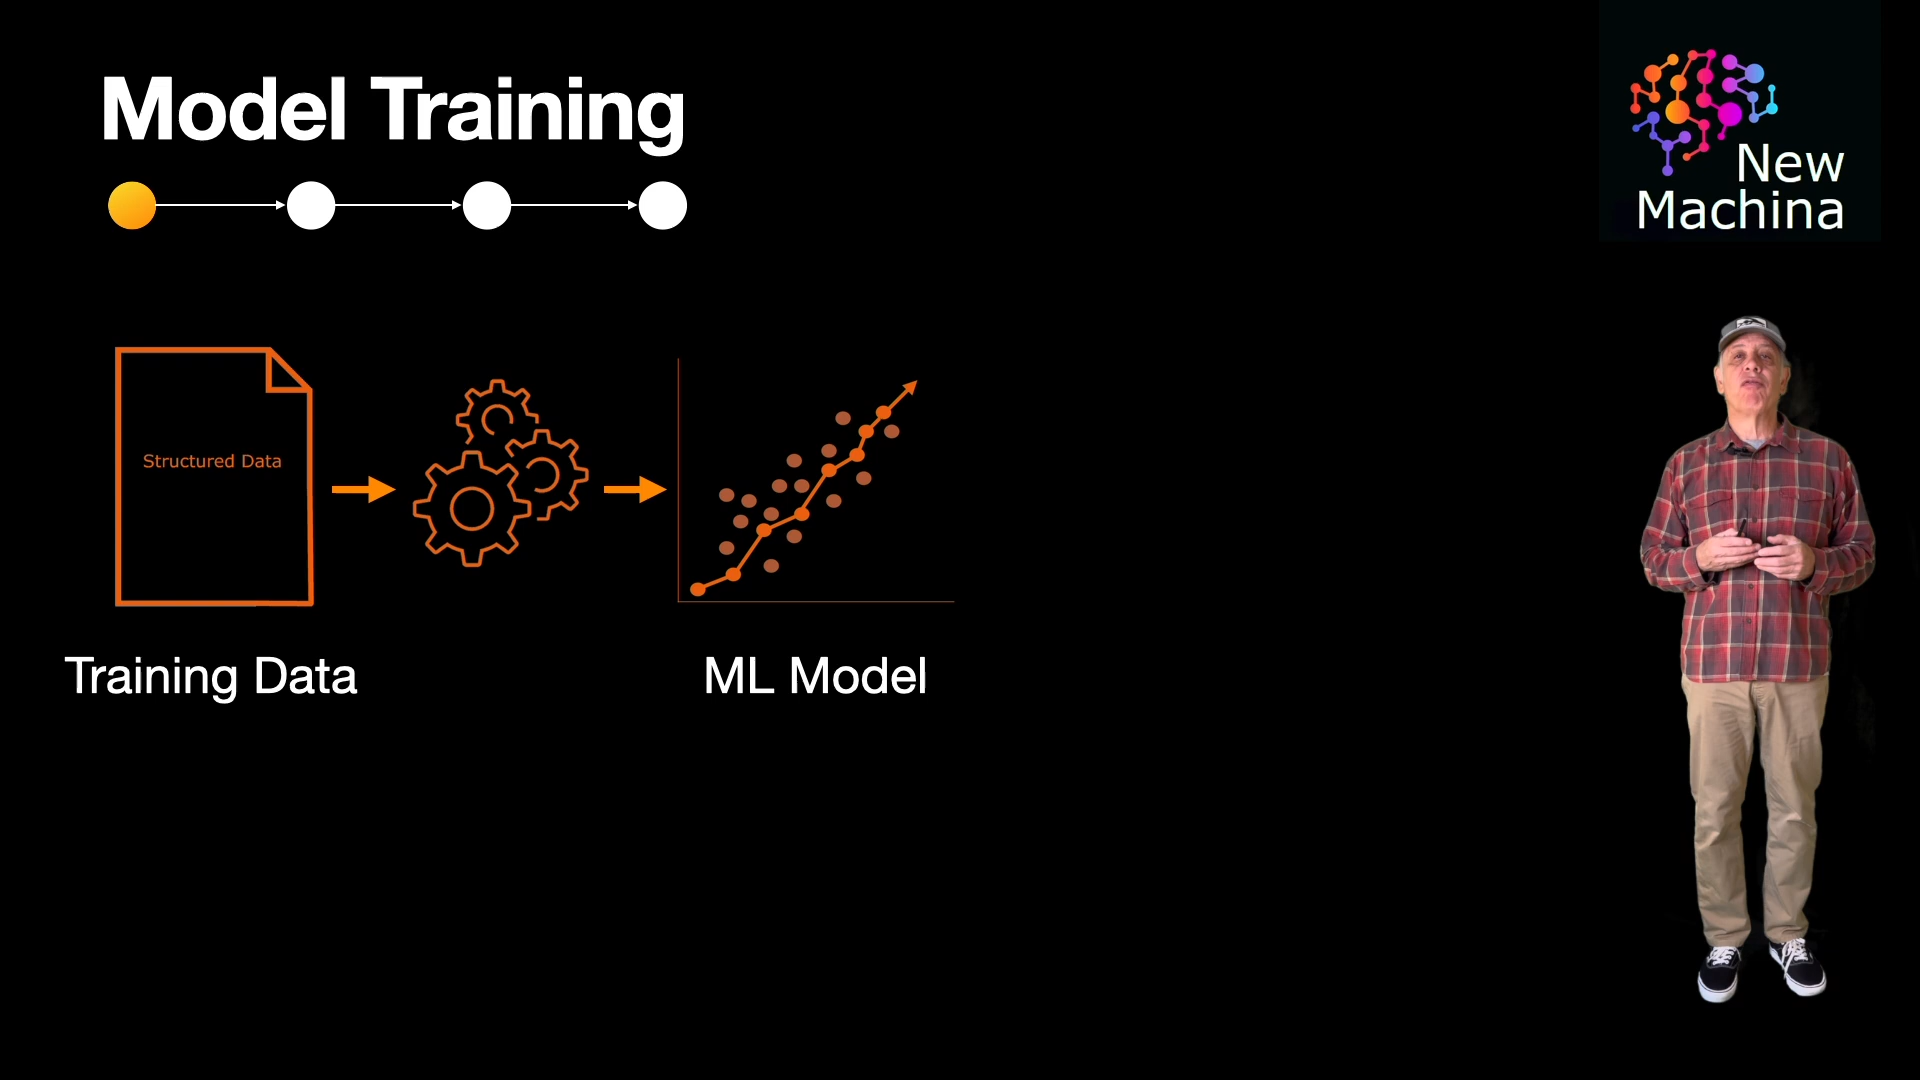 Model Training
New
Machina
Structured Data
Training Data
ML Model